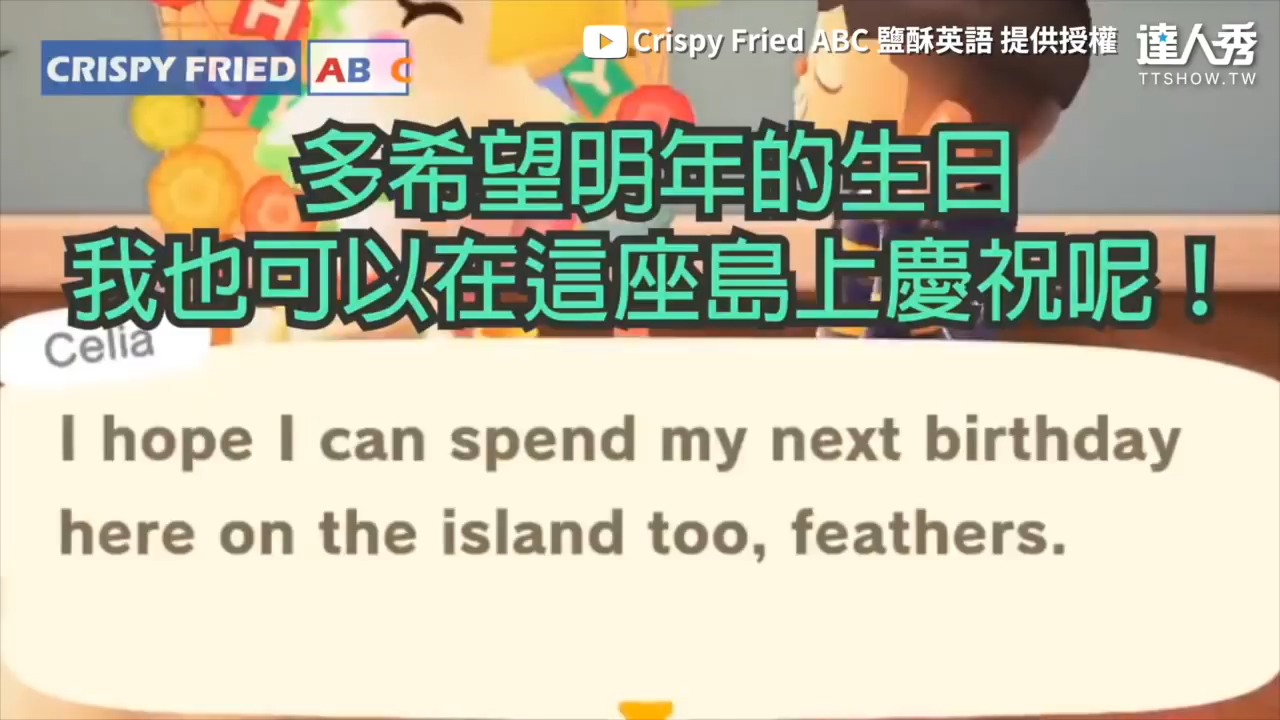 H
Y
CRISPY FRIED ABC
Crispy Fried ABC 鹽酥英語 提供授權
達人秀
TTSHOW.TW
多希望明年的生日
我也可以在這座島上慶祝呢！
Celia
I hope I can spend my next birthday
here on the island too, feathers.